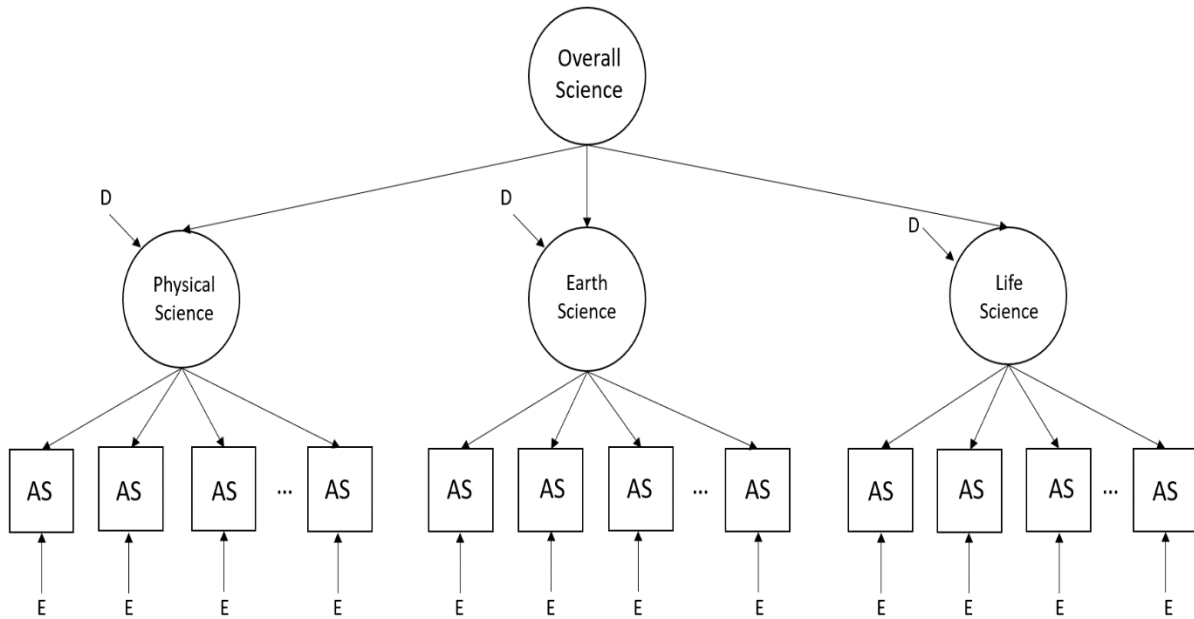 Overall
Science
D
D
D
Physical
Science
Earth
Science
Life
Science
AS AS AS ... AS AS AS AS ... AS AS AS AS ... AS
E E E E E E E E E E E E